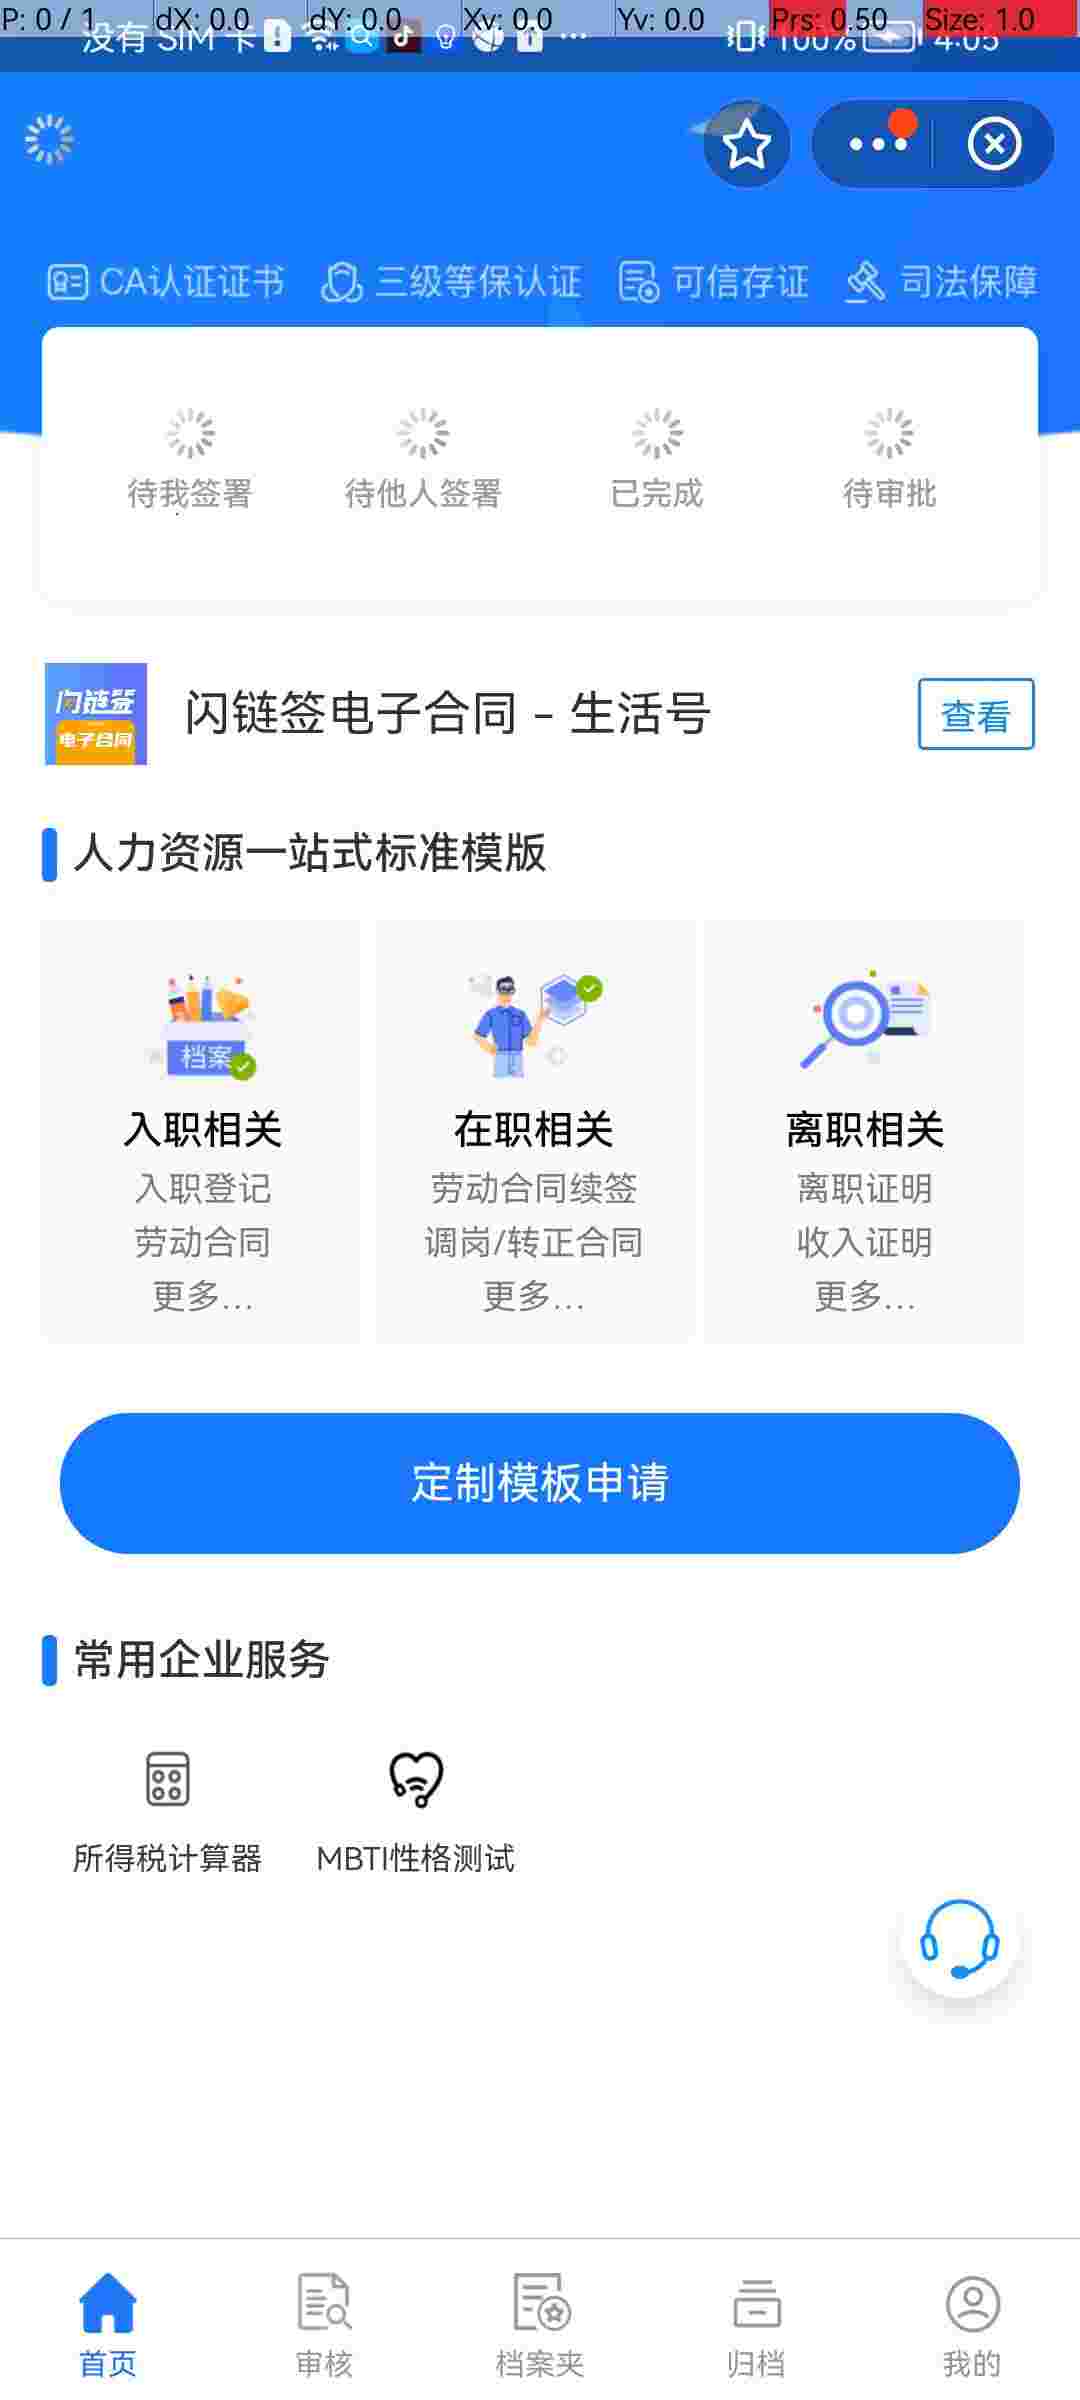 P: 0 / 1 dX: 0.0 dY: 0.0 Xv: 0.0 Yv: 0.0 Prs: 0.50 Size: 1.0
没有 SIM 卡 100% 4:05
CA认证证书 三级等保认证 可信存证 司法保障
待我签署 待他人签署 已完成 待审批
闪链签
电子合同
闪链签电子合同 - 生活号
查看
人力资源一站式标准模版
档案
入职相关 在职相关 离职相关
入职登记 劳动合同续签 离职证明
劳动合同 调岗/转正合同 收入证明
更多... 更多... 更多...
定制模板申请
常用企业服务
所得税计算器 MBTI性格测试
首页 审核 档案夹 归档 我的